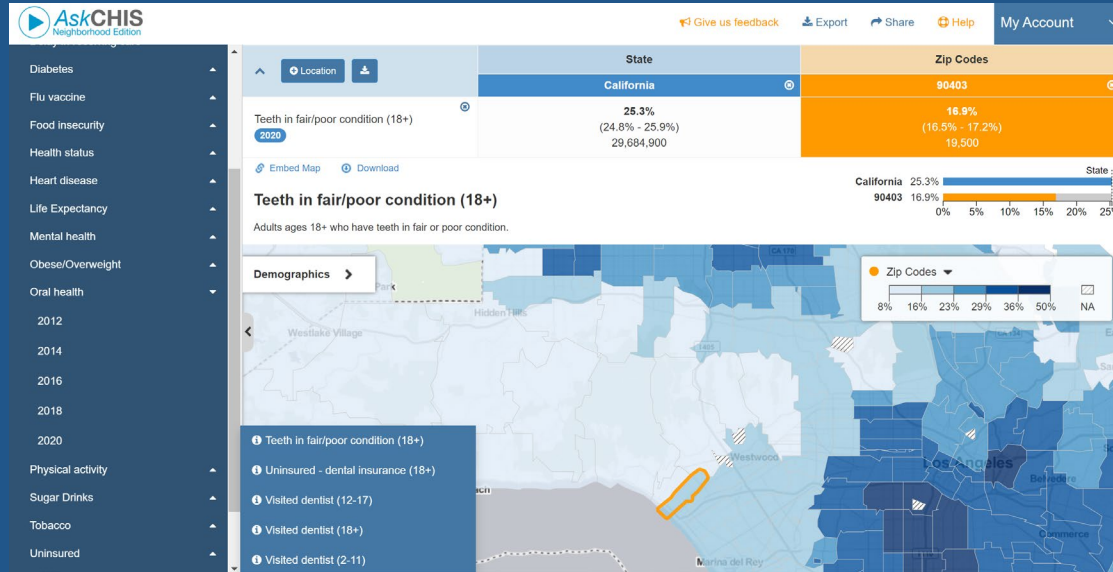 AskCHIS
Neighborhood Edition
Give us feedback
Export
Share
Help
My Account
Diabetes
Flu vaccine
Food insecurity
Health status
Heart disease
Life Expectancy
Mental health
Obese/Overweight
Oral health
2012
2014
2016
2018
2020
Physical activity
Sugar Drinks
Tobacco
Uninsured
Location
State
Zip Codes
California
90403
Teeth in fair/poor condition (18+)
2020
25.3%
(24.8% - 25.9%)
29,684,900
16.9%
(16.5% - 17.2%)
19,500
Embed Map
Download
Teeth in fair/poor condition (18+)
Adults ages 18+ who have teeth in fair or poor condition.
State
California 25.3%
90403 16.9%
0% 5% 10% 15% 20%
Demographics
Zip Codes
8% 16% 23% 29% 36% 50% NA
Park
Hidden Hills
Westlake Village
Westwood
Los Angeles
Belvedere
Commerce
Marina del Rey
Teeth in fair/poor condition (18+)
Uninsured - dental insurance (18+)
Visited dentist (12-17)
Visited dentist (18+)
Visited dentist (2-11)